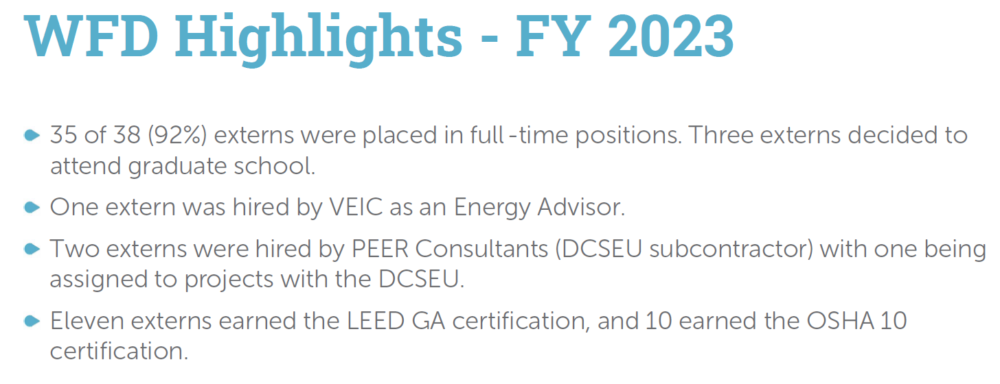 WFD Highlights - FY 2023
35 of 38 (92%) externs were placed in full-time positions. Three externs decided to
attend graduate school.
One extern was hired by VEIC as an Energy Advisor.
Two externs were hired by PEER Consultants (DCSEU subcontractor) with one being
assigned to projects with the DCSEU.
Eleven externs earned the LEED GA certification, and 10 earned the OSHA 10
certification.